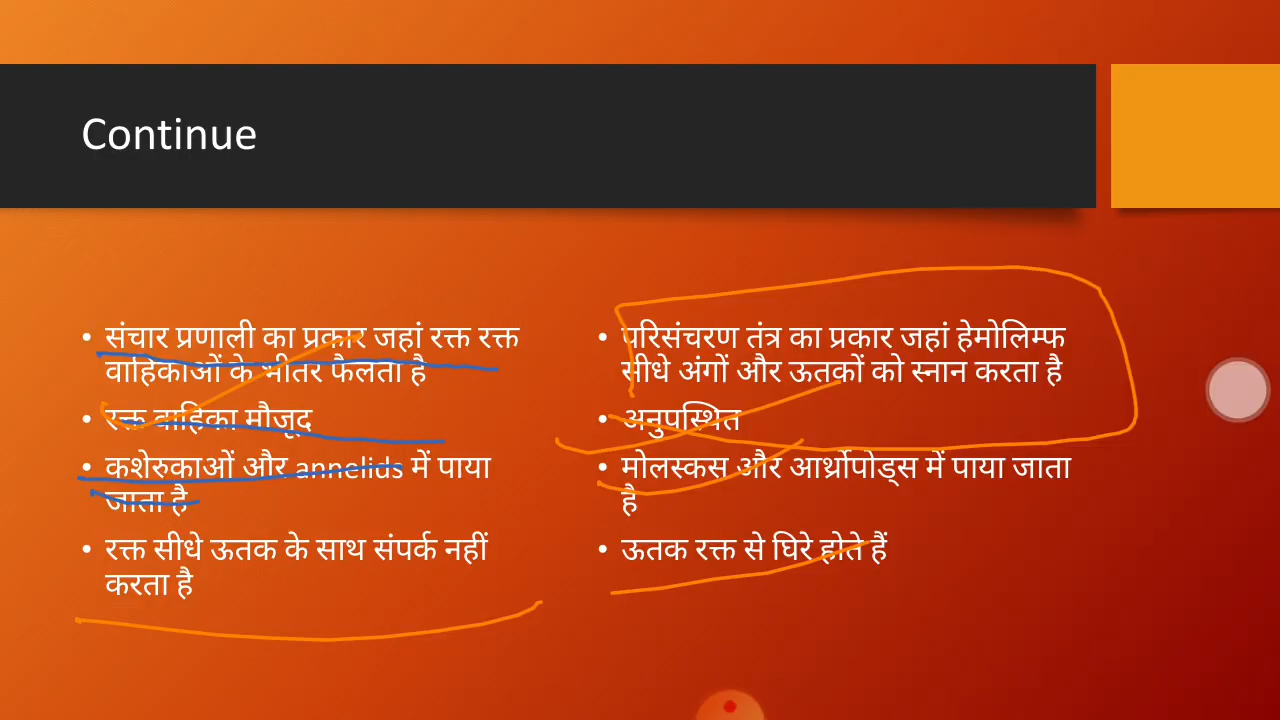 Continue
• संचार प्रणाली का प्रकार जहां रक्त रक्त
वाहिकाओं के भीतर फैलता है
• रक्त वाहिका मौजूद
• कशेरुकाओं और annelids में पाया
जाता है
• रक्त सीधे ऊतक के साथ संपर्क नहीं
करता है
• परिसंचरण तंत्र का प्रकार जहां हेमोलिम्फ
सीधे अंगों और ऊतकों को स्नान करता है
• अनुपस्थित
• मोलस्कस और आर्थ्रोपोड्स में पाया जाता
है
• ऊतक रक्त से घिरे होते हैं